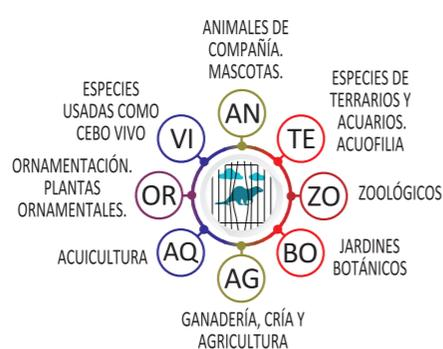 ANIMALES DE
COMPAÑÍA.
MASCOTAS.
AN
ESPECIES DE
TERRARIOS Y
ACUARIOS.
ACUOFILIA
TE
ZO
ZOOLÓGICOS
BO
JARDINES
BOTÁNICOS
AG
GANADERÍA, CRÍA Y
AGRICULTURA
ACUICULTURA
AQ
ORNAMENTACIÓN.
PLANTAS
ORNAMENTALES.
OR
ESPECIES
USADAS COMO
CEBO VIVO
VI